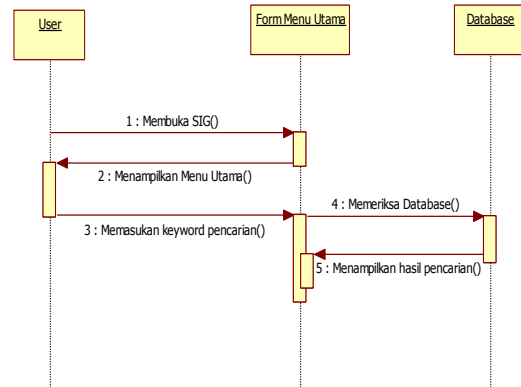 User
Form Menu Utama
Database
1 : Membuka SIG()
2 : Menampilkan Menu Utama()
3 : Memasukan keyword pencarian()
4 : Memeriksa Database()
5 : Menampilkan hasil pencarian()